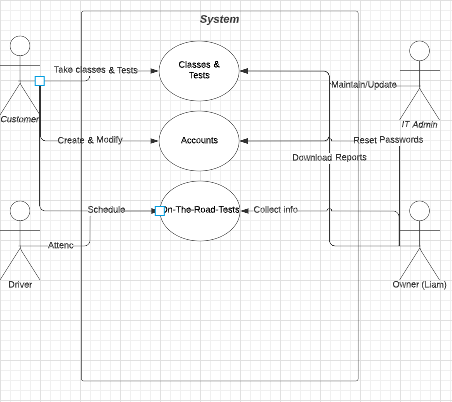 System
Take classes & Tests
Classes &
Tests
Maintain/Update
Customer
IT Admin
Create & Modify
Accounts
Reset Passwords
Download Reports
Schedule
On-The-Road-Tests
Collect info
Attenc
Driver
Owner (Liam)